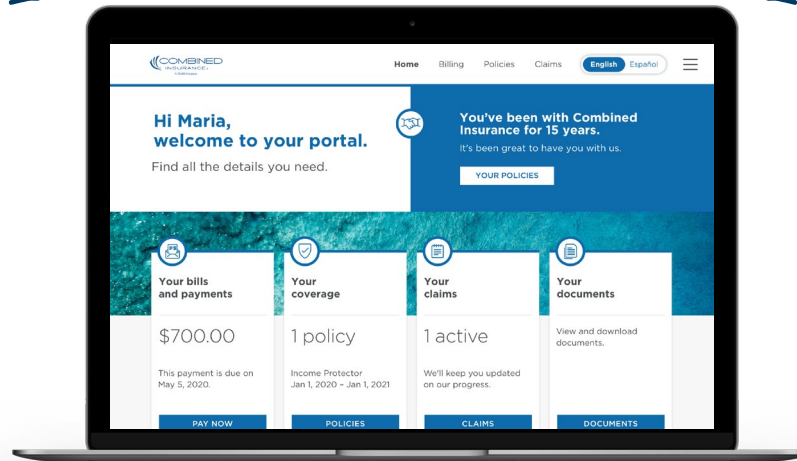 COMBINED
INSURANCE
Home Billing Policies Claims English Español
Hi Maria,
welcome to your portal.
Find all the details you need.
You've been with Combined
Insurance for 15 years.
It's been great to have you with us.
YOUR POLICIES
Your bills
and payments
$700.00
This payment is due on
May 5, 2020.
PAY NOW
Your
coverage
1 policy
Income Protector
Jan 1, 2020 – Jan 1, 2021
POLICIES
Your
claims
1 active
We'll keep you updated
on our progress.
CLAIMS
Your
documents
View and download
documents.
DOCUMENTS